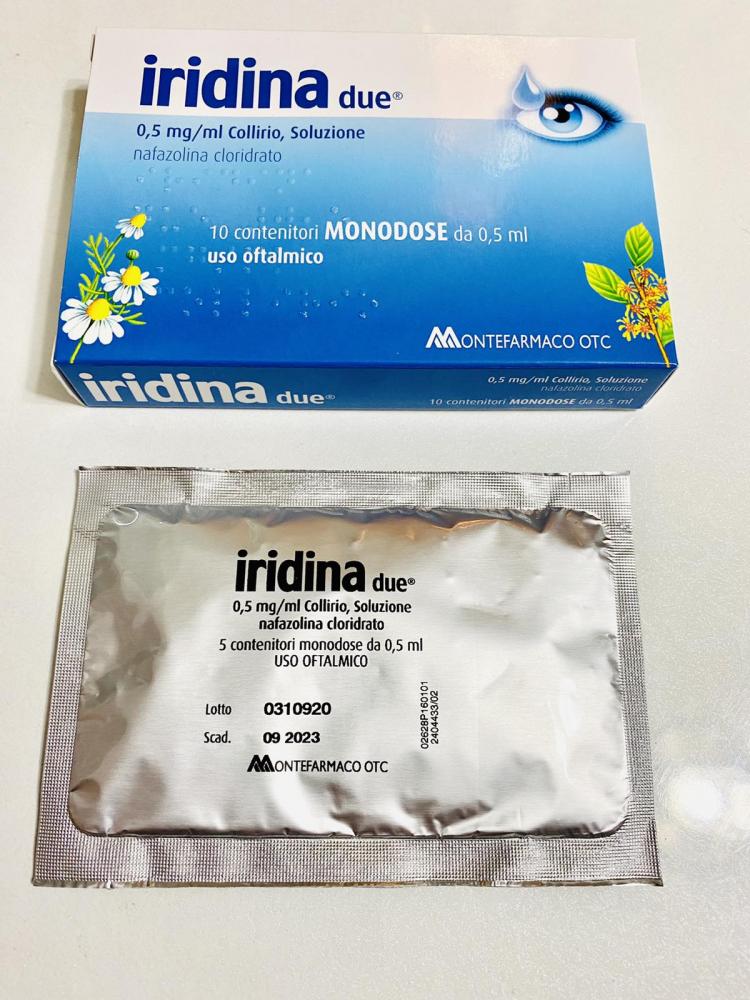 iridina due®
0,5 mg/ml Collirio, Soluzione
nafazolina cloridrato
10 contenitori MONODOSE da 0,5 ml
uso oftalmico
MONTEFARMACO OTC
iridina due®
0,5 mg/ml Collirio, Soluzione
nafazolina cloridrato
10 contenitori MONODOSE da 0,5 ml
iridina due®
0,5 mg/ml Collirio, Soluzione
nafazolina cloridrato
5 contenitori monodose da 0,5 ml
USO OFTALMICO
Lotto 0310920
Scad. 09 2023
02628P160101
2404433/02
MONTEFARMACO OTC